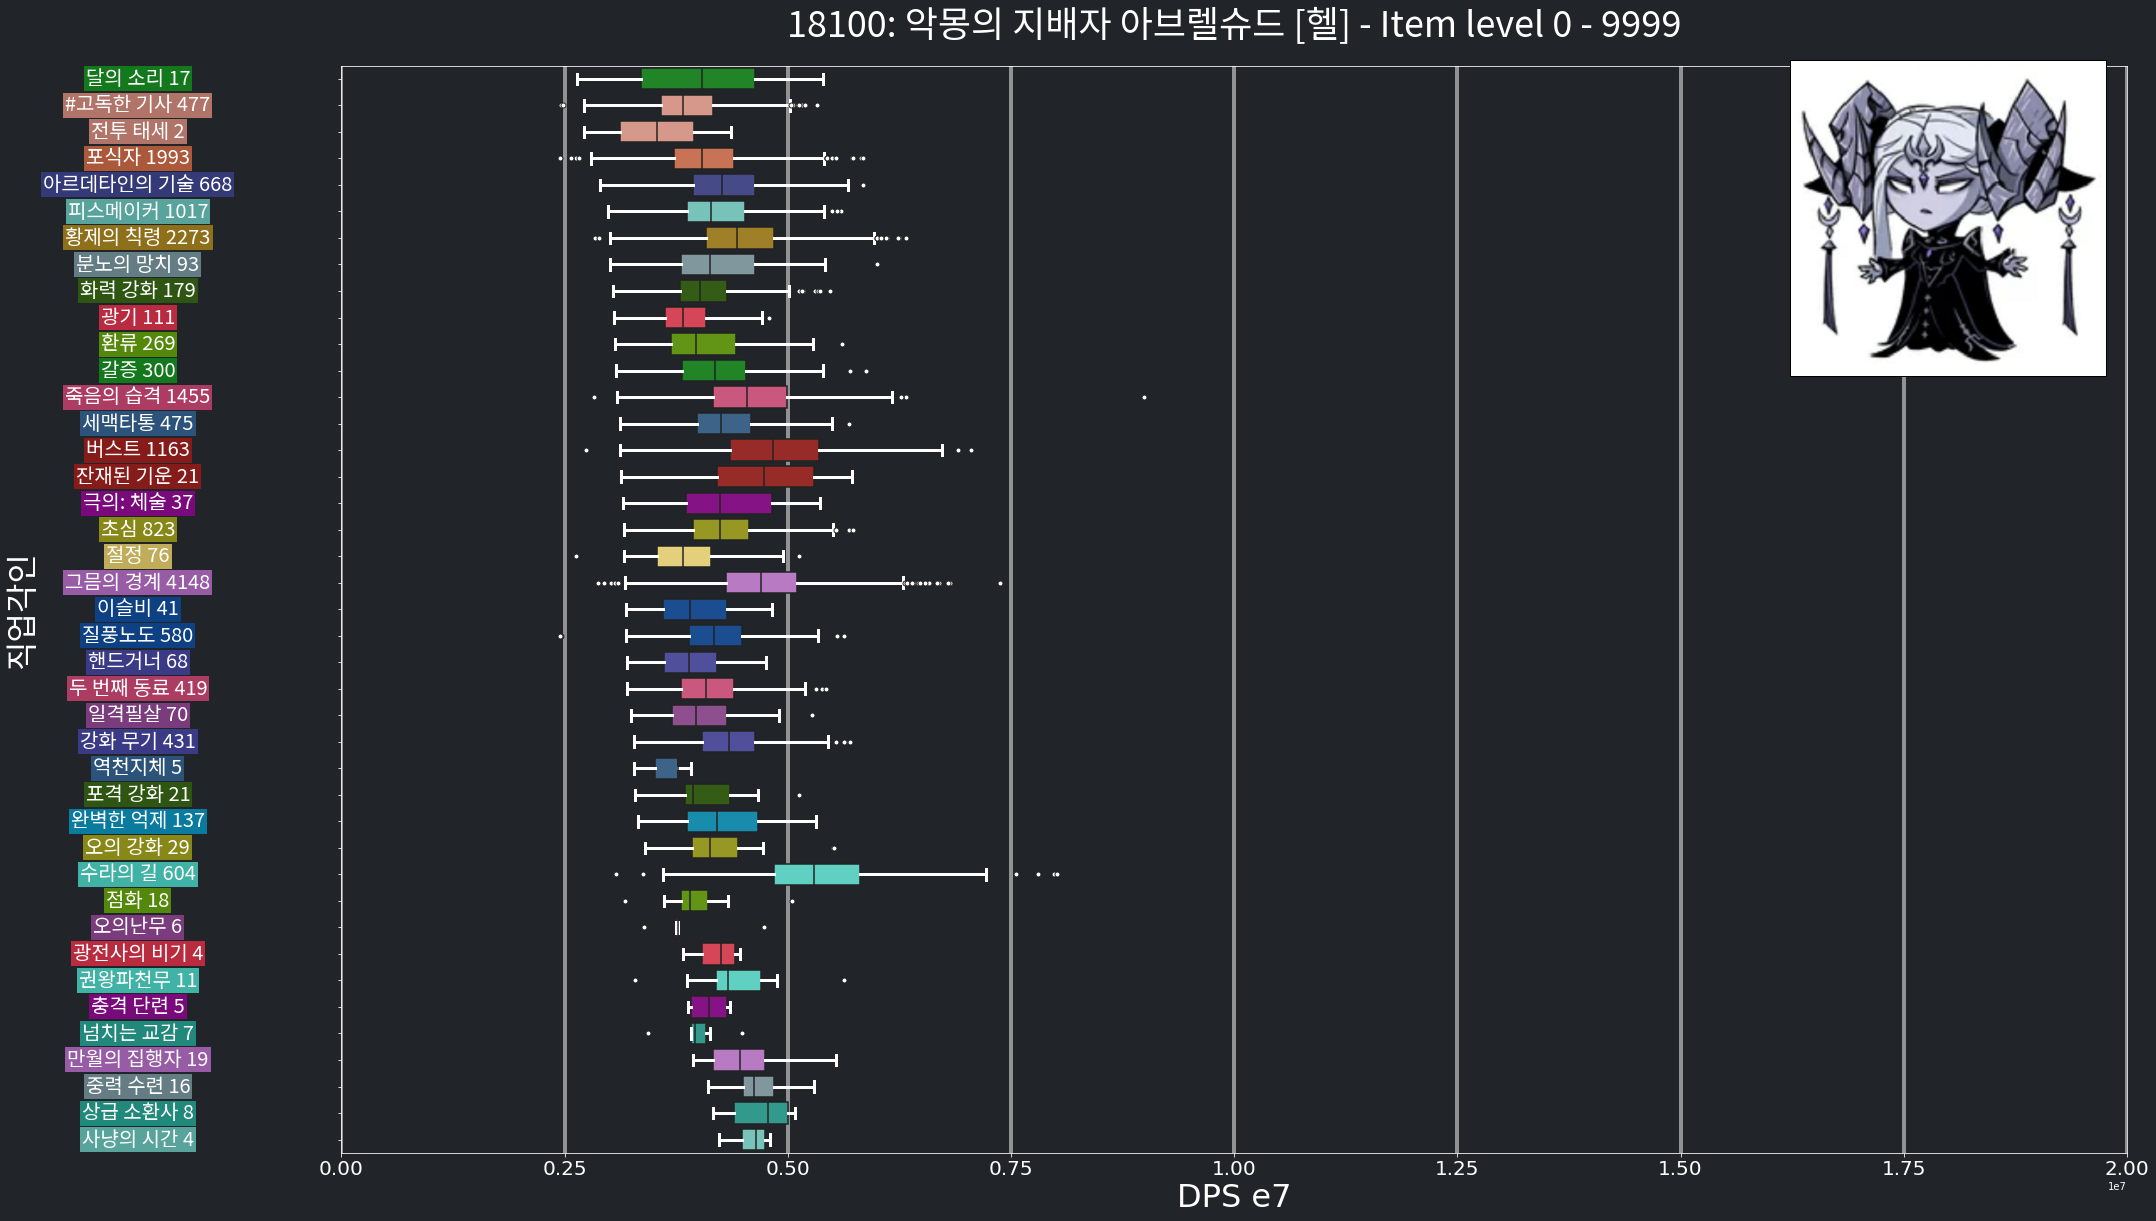 18100: 악몽의 지배자 아브렐슈드 [헬] - Item level 0 - 9999
달의 소리 17
#고독한 기사 477
전투 태세 2
포식자 1993
아르데타인의 기술 668
피스메이커 1017
황제의 칙령 2273
분노의 망치 93
화력 강화 179
광기 111
환류 269
갈증 300
죽음의 습격 1455
세맥타통 475
버스트 1163
잔재된 기운 21
극의: 체술 37
초심 823
절정 76
그믐의 경계 4148
이슬비 41
질풍노도 580
핸드거너 68
두 번째 동료 419
일격필살 70
강화 무기 431
역천지체 5
포격 강화 21
완벽한 억제 137
오의 강화 29
수라의 길 604
점화 18
오의난무 6
광전사의 비기 4
권왕파천무 11
충격 단련 5
넘치는 교감 7
만월의 집행자 19
중력 수련 16
상급 소환사 8
사냥의 시간 4
직업각인
0.00 0.25 0.50 0.75 1.00 1.25 1.50 1.75 2.00
1e7
DPS e7